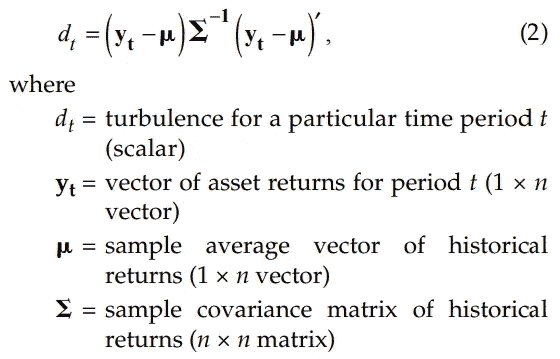 d_t = (y_t − μ)Σ⁻¹(y_t − μ)′, (2)
where
d_t = turbulence for a particular time period t
(scalar)
y_t = vector of asset returns for period t (1 × n
vector)
μ = sample average vector of historical
returns (1 × n vector)
Σ = sample covariance matrix of historical
returns (n × n matrix)